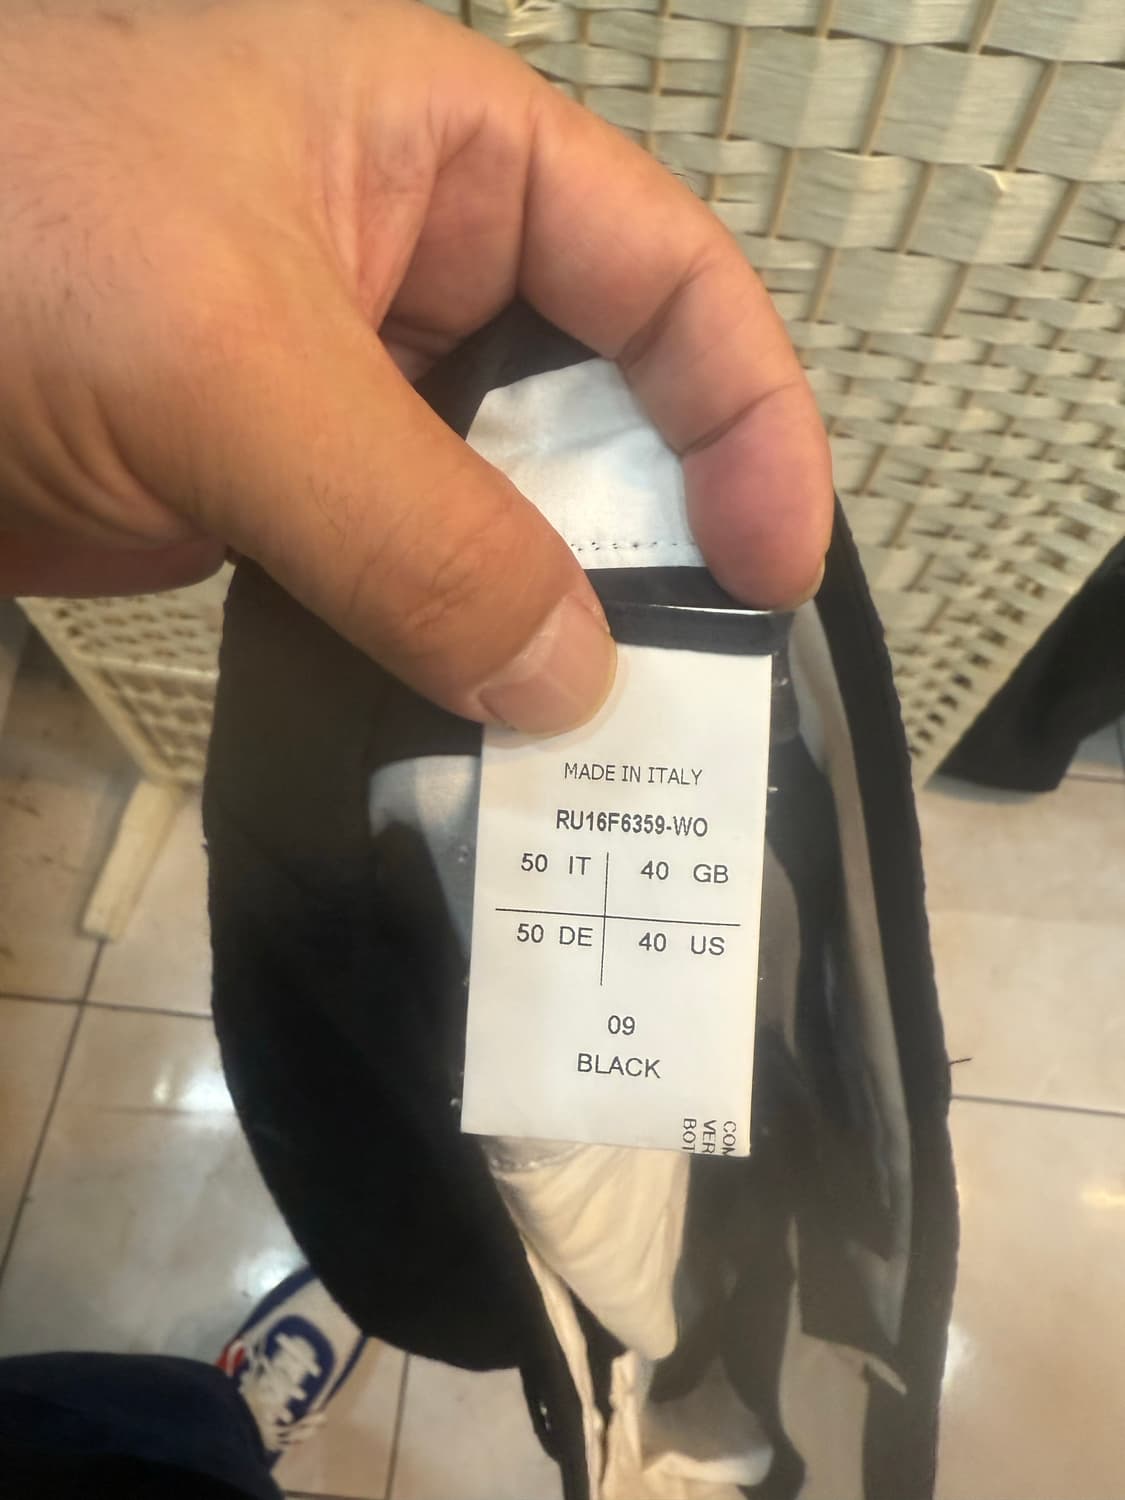 MADE IN ITALY
RU16F6359-WO
50 IT 40 GB
50 DE 40 US
09
BLACK